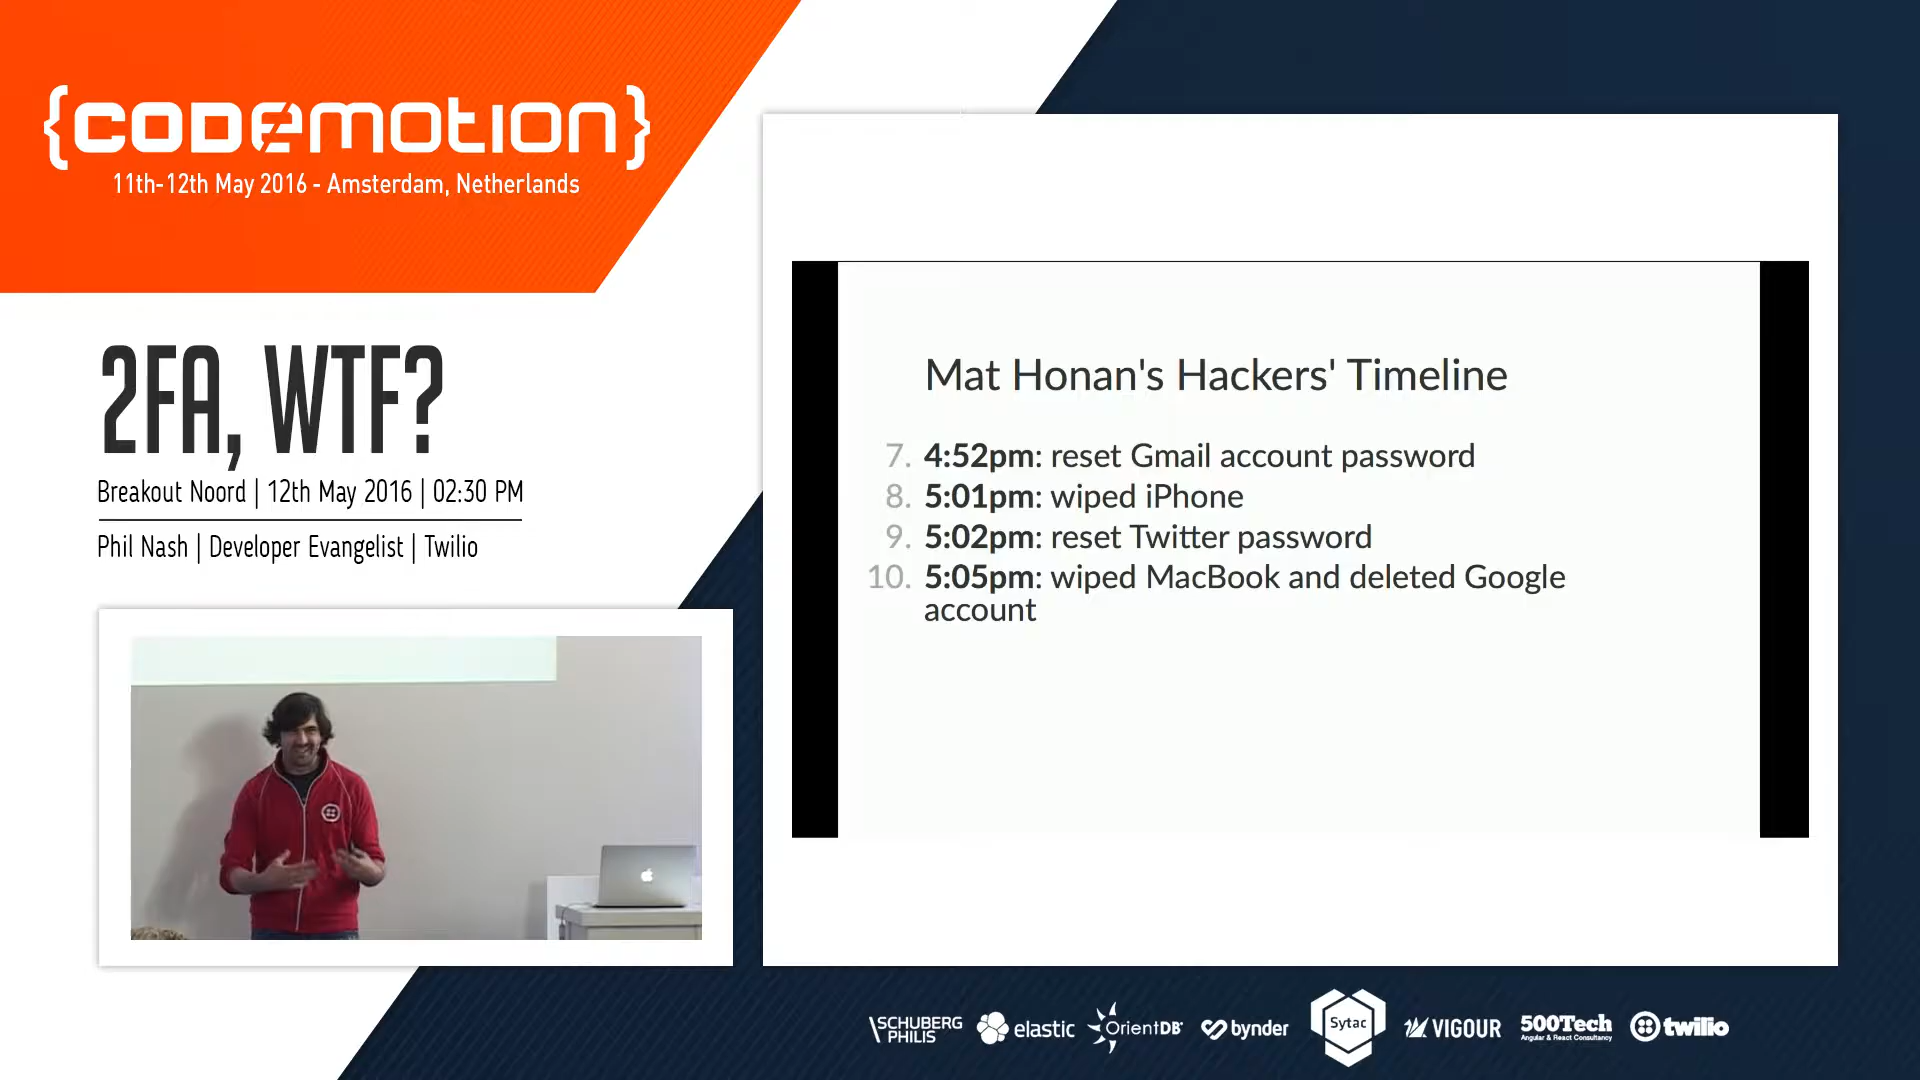 {codemotion}
11th-12th May 2016 - Amsterdam, Netherlands
2FA, WTF?
Breakout Noord | 12th May 2016 | 02:30 PM
Phil Nash | Developer Evangelist | Twilio
Mat Honan's Hackers' Timeline
7. 4:52pm: reset Gmail account password
8. 5:01pm: wiped iPhone
9. 5:02pm: reset Twitter password
10. 5:05pm: wiped MacBook and deleted Google
account
SCHUBERG
PHILIS
elastic
OrientDB
bynder
Sytac
VIGOUR
500Tech
Angular & React Consultancy
twilio